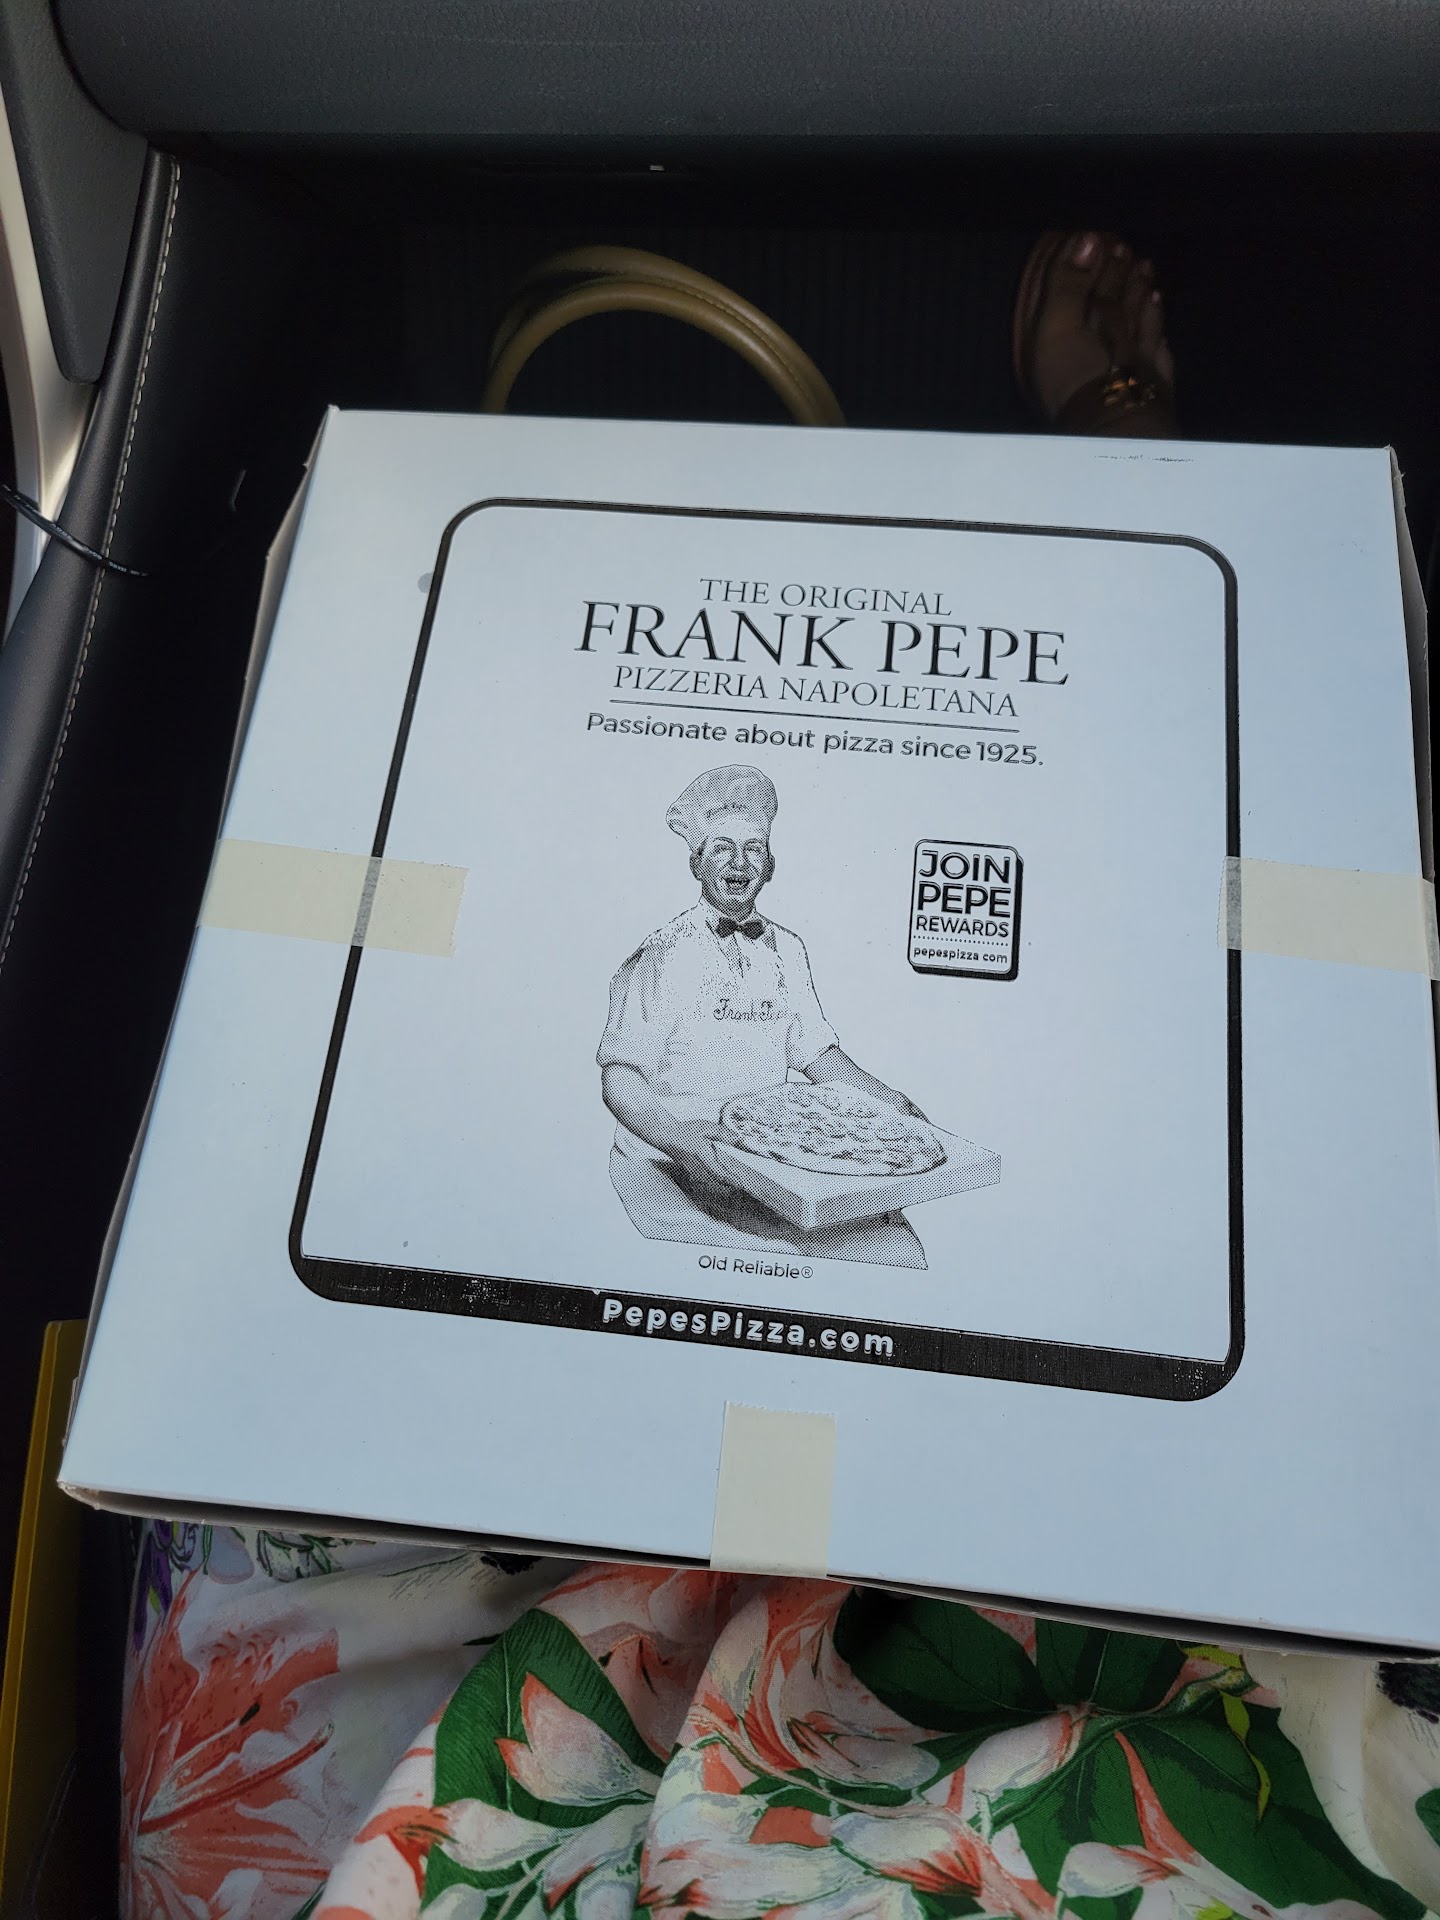 THE ORIGINAL
FRANK PEPE
PIZZERIA NAPOLETANA
Passionate about pizza since 1925.
JOIN
PEPE
REWARDS
pepespizza.com
Old Reliable®
PepesPizza.com